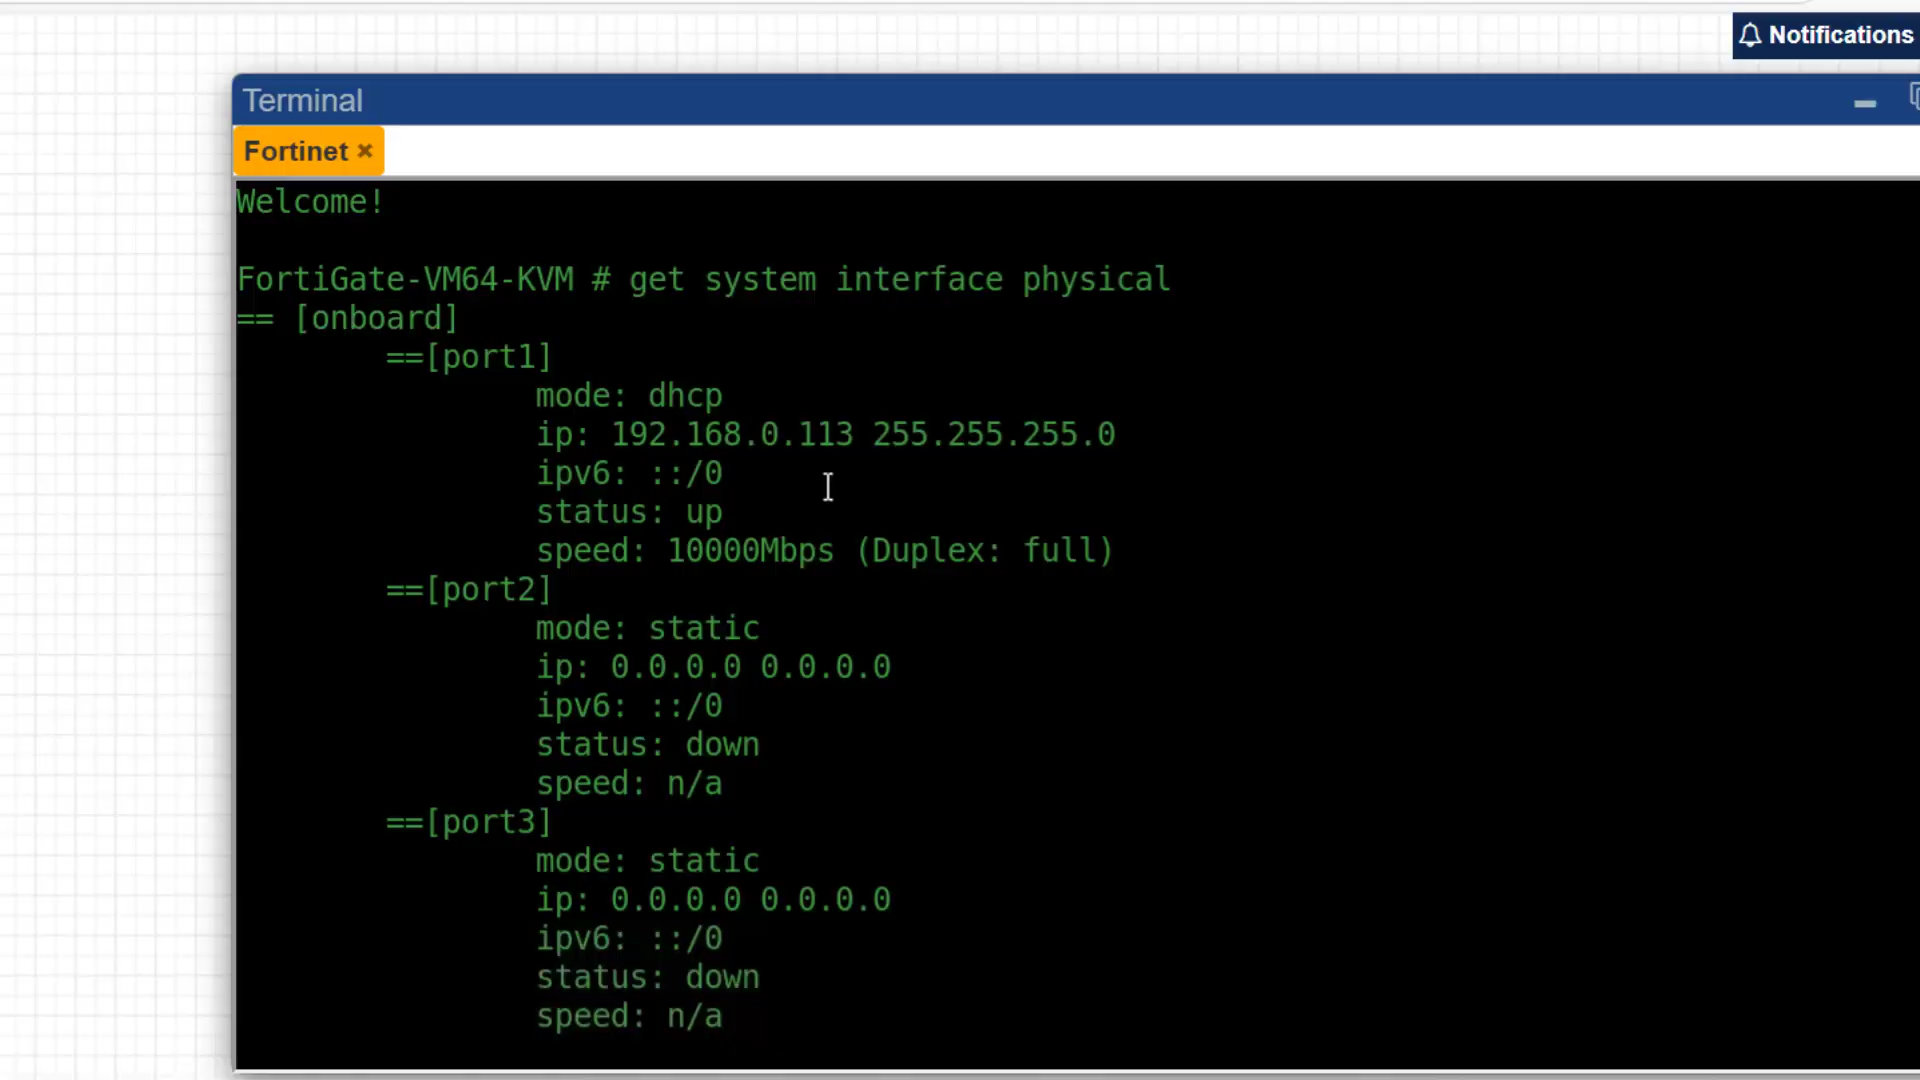 Notifications
Terminal
Fortinet ×
Welcome!
FortiGate-VM64-KVM # get system interface physical
== [onboard]
==[port1]
mode: dhcp
ip: 192.168.0.113 255.255.255.0
ipv6: ::/0
status: up
speed: 10000Mbps (Duplex: full)
==[port2]
mode: static
ip: 0.0.0.0 0.0.0.0
ipv6: ::/0
status: down
speed: n/a
==[port3]
mode: static
ip: 0.0.0.0 0.0.0.0
ipv6: ::/0
status: down
speed: n/a